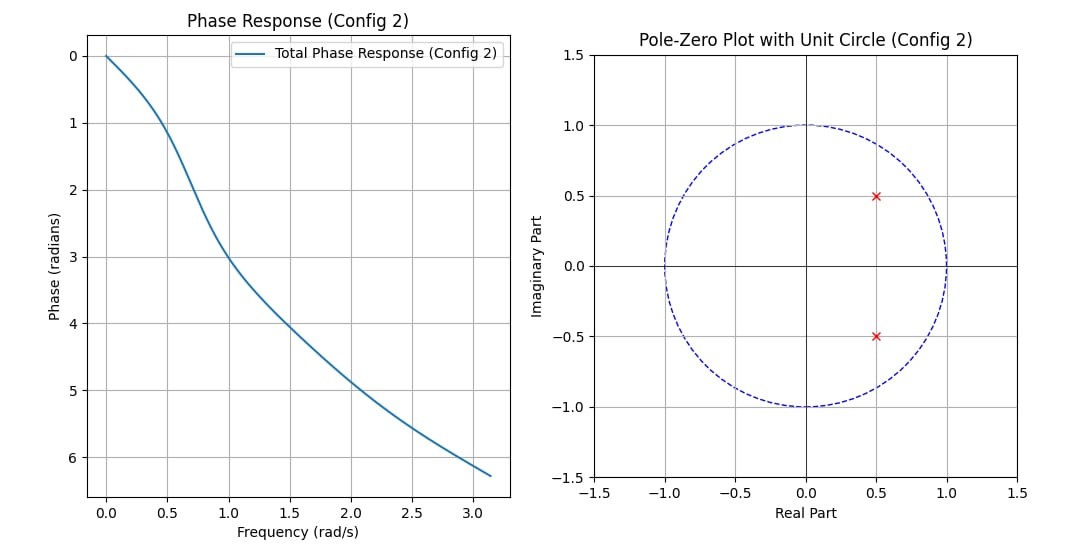 Phase Response (Config 2)
Total Phase Response (Config 2)
Phase (radians)
0
1
2
3
4
5
6
0.0 0.5 1.0 1.5 2.0 2.5 3.0
Frequency (rad/s)
Pole-Zero Plot with Unit Circle (Config 2)
Imaginary Part
1.5
1.0
0.5
0.0
−0.5
−1.0
−1.5
−1.5 −1.0 −0.5 0.0 0.5 1.0 1.5
Real Part